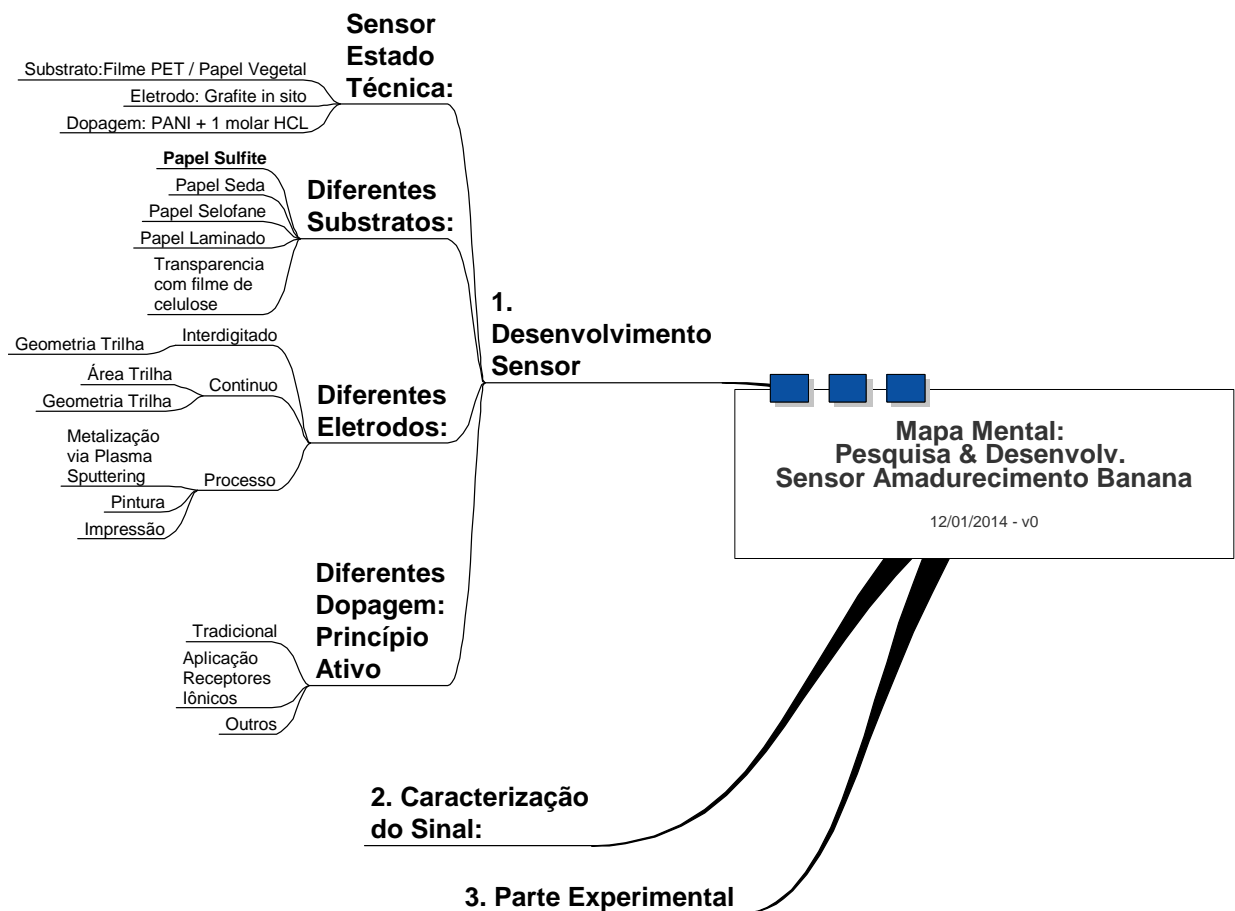 Sensor
Estado
Técnica:
Substrato:Filme PET / Papel Vegetal
Eletrodo: Grafite in sito
Dopagem: PANI + 1 molar HCL
Papel Sulfite
Papel Seda
Papel Selofane
Papel Laminado
Transparencia
com filme de
celulose
Diferentes
Substratos:
1.
Desenvolvimento
Sensor
Geometria Trilha
Interdigitado
Área Trilha
Geometria Trilha
Continuo
Diferentes
Eletrodos:
Metalização
via Plasma
Sputtering
Pintura
Impressão
Processo
Mapa Mental:
Pesquisa & Desenvolv.
Sensor Amadurecimento Banana
12/01/2014 - v0
Diferentes
Dopagem:
Princípio
Ativo
Tradicional
Aplicação
Receptores
Iônicos
Outros
2. Caracterização
do Sinal:
3. Parte Experimental